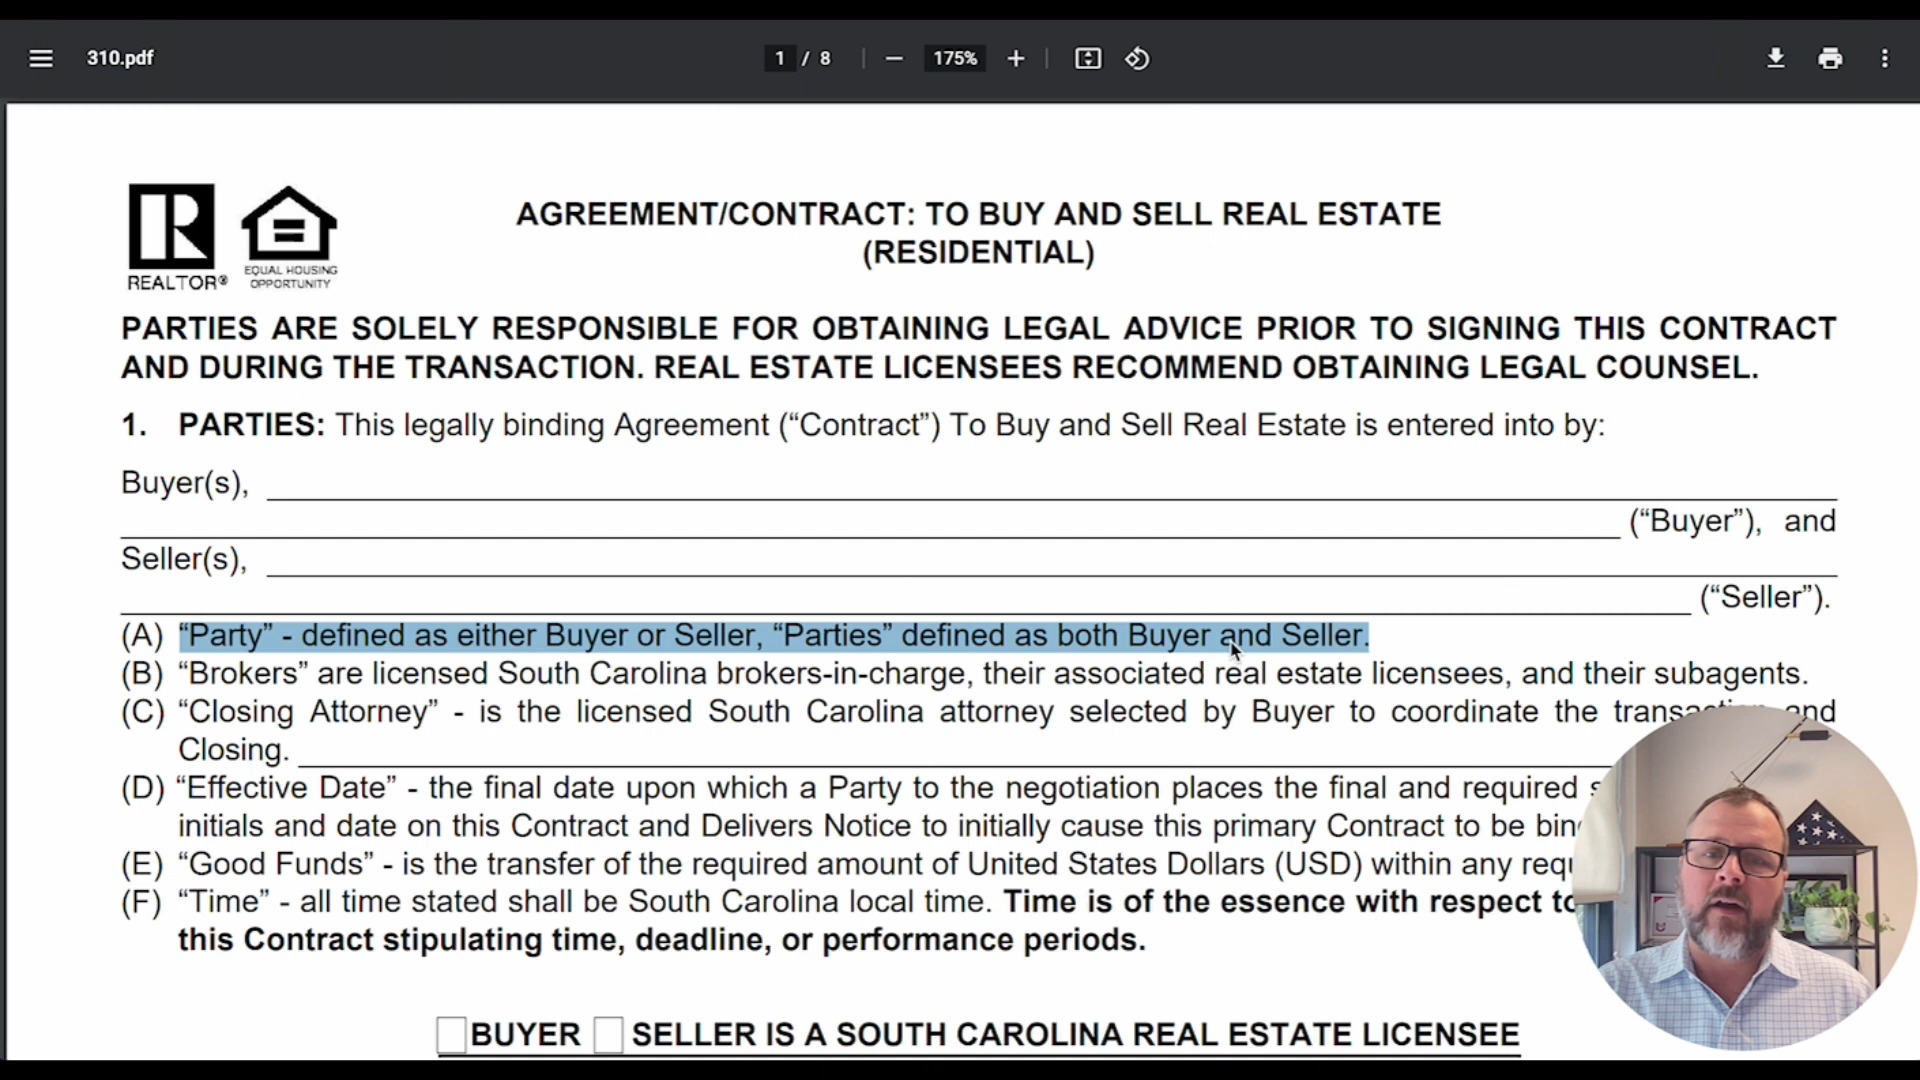 310.pdf
1 / 8
175%
REALTOR®
EQUAL HOUSING
OPPORTUNITY
AGREEMENT/CONTRACT: TO BUY AND SELL REAL ESTATE
(RESIDENTIAL)
PARTIES ARE SOLELY RESPONSIBLE FOR OBTAINING LEGAL ADVICE PRIOR TO SIGNING THIS CONTRACT
AND DURING THE TRANSACTION. REAL ESTATE LICENSEES RECOMMEND OBTAINING LEGAL COUNSEL.
1. PARTIES: This legally binding Agreement (“Contract”) To Buy and Sell Real Estate is entered into by:
Buyer(s),
(“Buyer”), and
Seller(s),
(“Seller”).
(A) “Party” - defined as either Buyer or Seller, “Parties” defined as both Buyer and Seller.
(B) “Brokers” are licensed South Carolina brokers-in-charge, their associated real estate licensees, and their subagents.
(C) “Closing Attorney” - is the licensed South Carolina attorney selected by Buyer to coordinate the transaction and
Closing.
(D) “Effective Date” - the final date upon which a Party to the negotiation places the final and required
initials and date on this Contract and Delivers Notice to initially cause this primary Contract to be
(E) “Good Funds” - is the transfer of the required amount of United States Dollars (USD) within any
(F) “Time” - all time stated shall be South Carolina local time. Time is of the essence with respect to
this Contract stipulating time, deadline, or performance periods.
BUYER SELLER IS A SOUTH CAROLINA REAL ESTATE LICENSEE